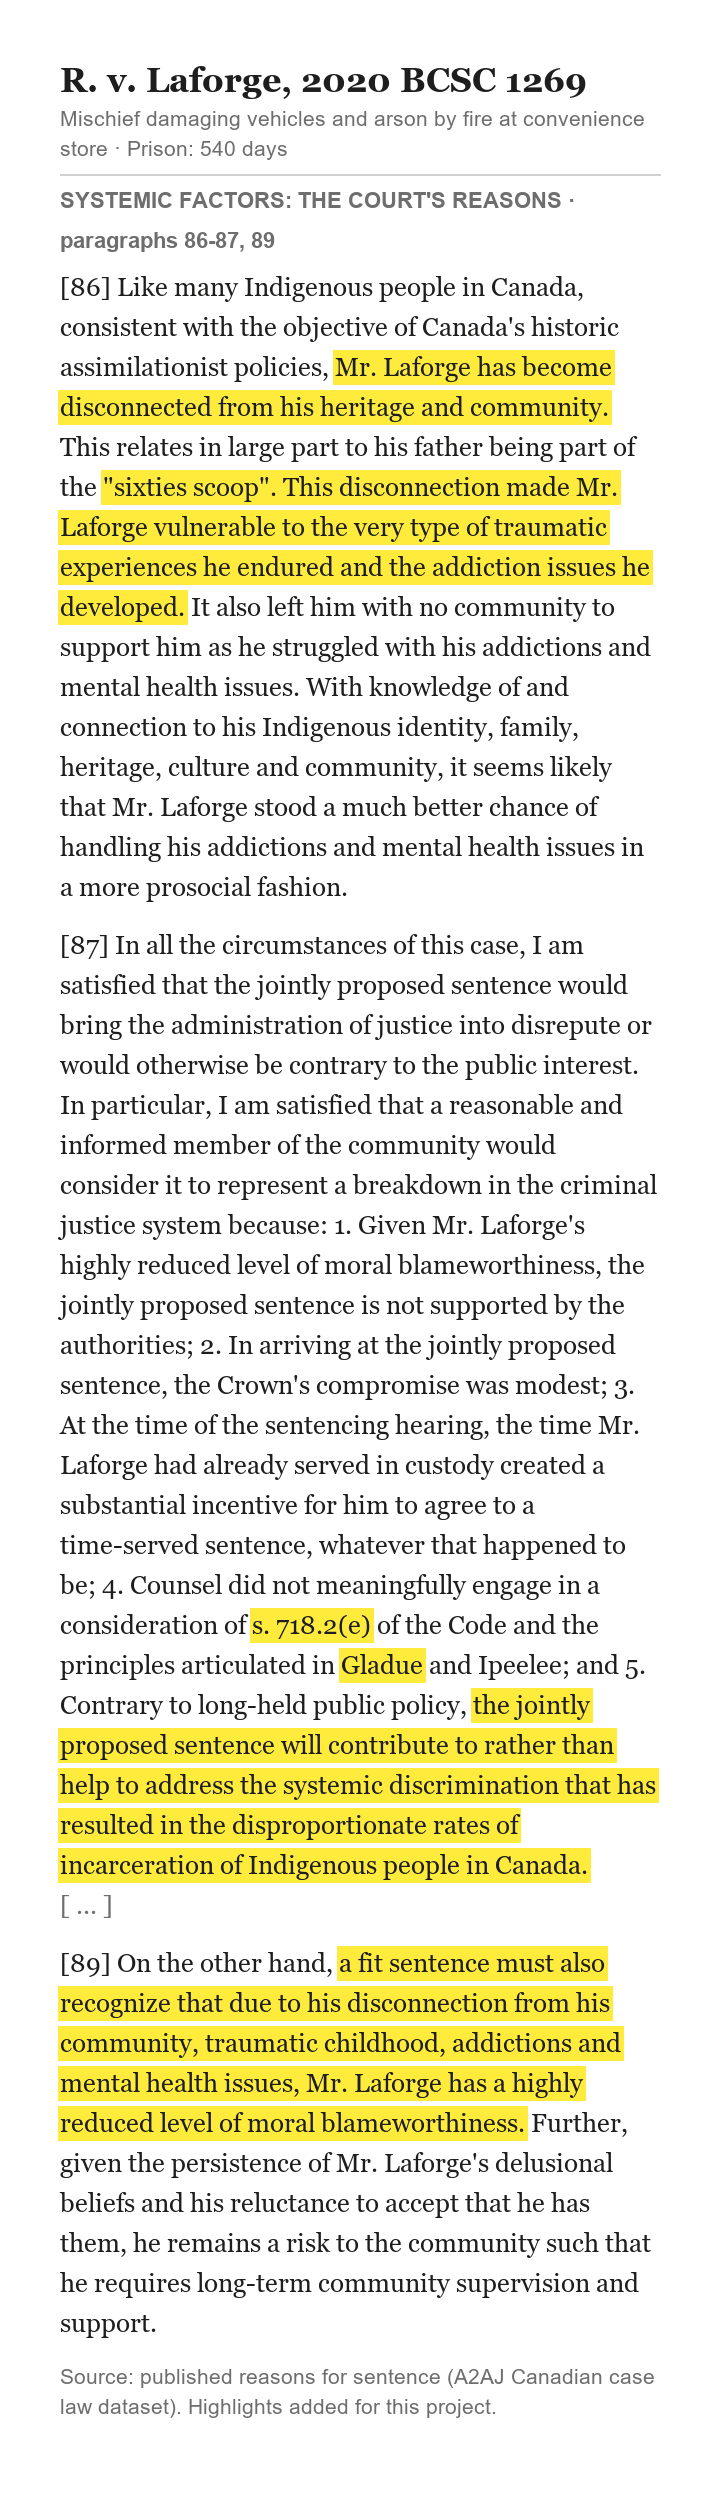 R. v. Laforge, 2020 BCSC 1269
Mischief damaging vehicles and arson by fire at convenience
store · Prison: 540 days
SYSTEMIC FACTORS: THE COURT'S REASONS ·
paragraphs 86-87, 89
[86] Like many Indigenous people in Canada,
consistent with the objective of Canada's historic
assimilationist policies, Mr. Laforge has become
disconnected from his heritage and community.
This relates in large part to his father being part of
the "sixties scoop". This disconnection made Mr.
Laforge vulnerable to the very type of traumatic
experiences he endured and the addiction issues he
developed. It also left him with no community to
support him as he struggled with his addictions and
mental health issues. With knowledge of and
connection to his Indigenous identity, family,
heritage, culture and community, it seems likely
that Mr. Laforge stood a much better chance of
handling his addictions and mental health issues in
a more prosocial fashion.
[87] In all the circumstances of this case, I am
satisfied that the jointly proposed sentence would
bring the administration of justice into disrepute or
would otherwise be contrary to the public interest.
In particular, I am satisfied that a reasonable and
informed member of the community would
consider it to represent a breakdown in the criminal
justice system because: 1. Given Mr. Laforge's
highly reduced level of moral blameworthiness, the
jointly proposed sentence is not supported by the
authorities; 2. In arriving at the jointly proposed
sentence, the Crown's compromise was modest; 3.
At the time of the sentencing hearing, the time Mr.
Laforge had already served in custody created a
substantial incentive for him to agree to a
time-served sentence, whatever that happened to
be; 4. Counsel did not meaningfully engage in a
consideration of s. 718.2(e) of the Code and the
principles articulated in Gladue and Ipeelee; and 5.
Contrary to long-held public policy, the jointly
proposed sentence will contribute to rather than
help to address the systemic discrimination that has
resulted in the disproportionate rates of
incarceration of Indigenous people in Canada.
[ ... ]
[89] On the other hand, a fit sentence must also
recognize that due to his disconnection from his
community, traumatic childhood, addictions and
mental health issues, Mr. Laforge has a highly
reduced level of moral blameworthiness. Further,
given the persistence of Mr. Laforge's delusional
beliefs and his reluctance to accept that he has
them, he remains a risk to the community such that
he requires long-term community supervision and
support.
Source: published reasons for sentence (A2AJ Canadian case
law dataset). Highlights added for this project.